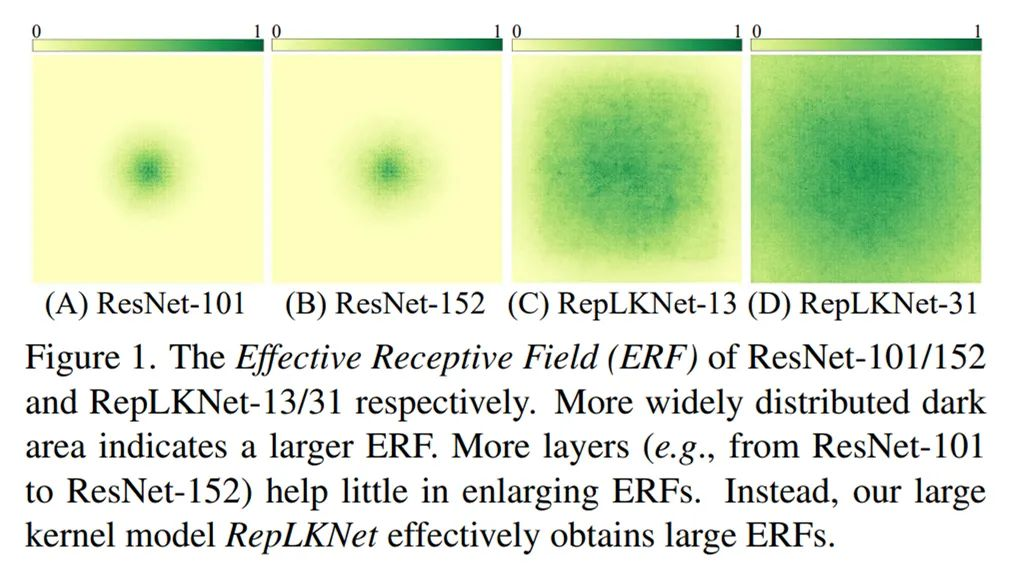 0 1 0 1 0 1 0 1
(A) ResNet-101 (B) ResNet-152 (C) RepLKNet-13 (D) RepLKNet-31
Figure 1. The Effective Receptive Field (ERF) of ResNet-101/152
and RepLKNet-13/31 respectively. More widely distributed dark
area indicates a larger ERF. More layers (e.g., from ResNet-101
to ResNet-152) help little in enlarging ERFs. Instead, our large
kernel model RepLKNet effectively obtains large ERFs.